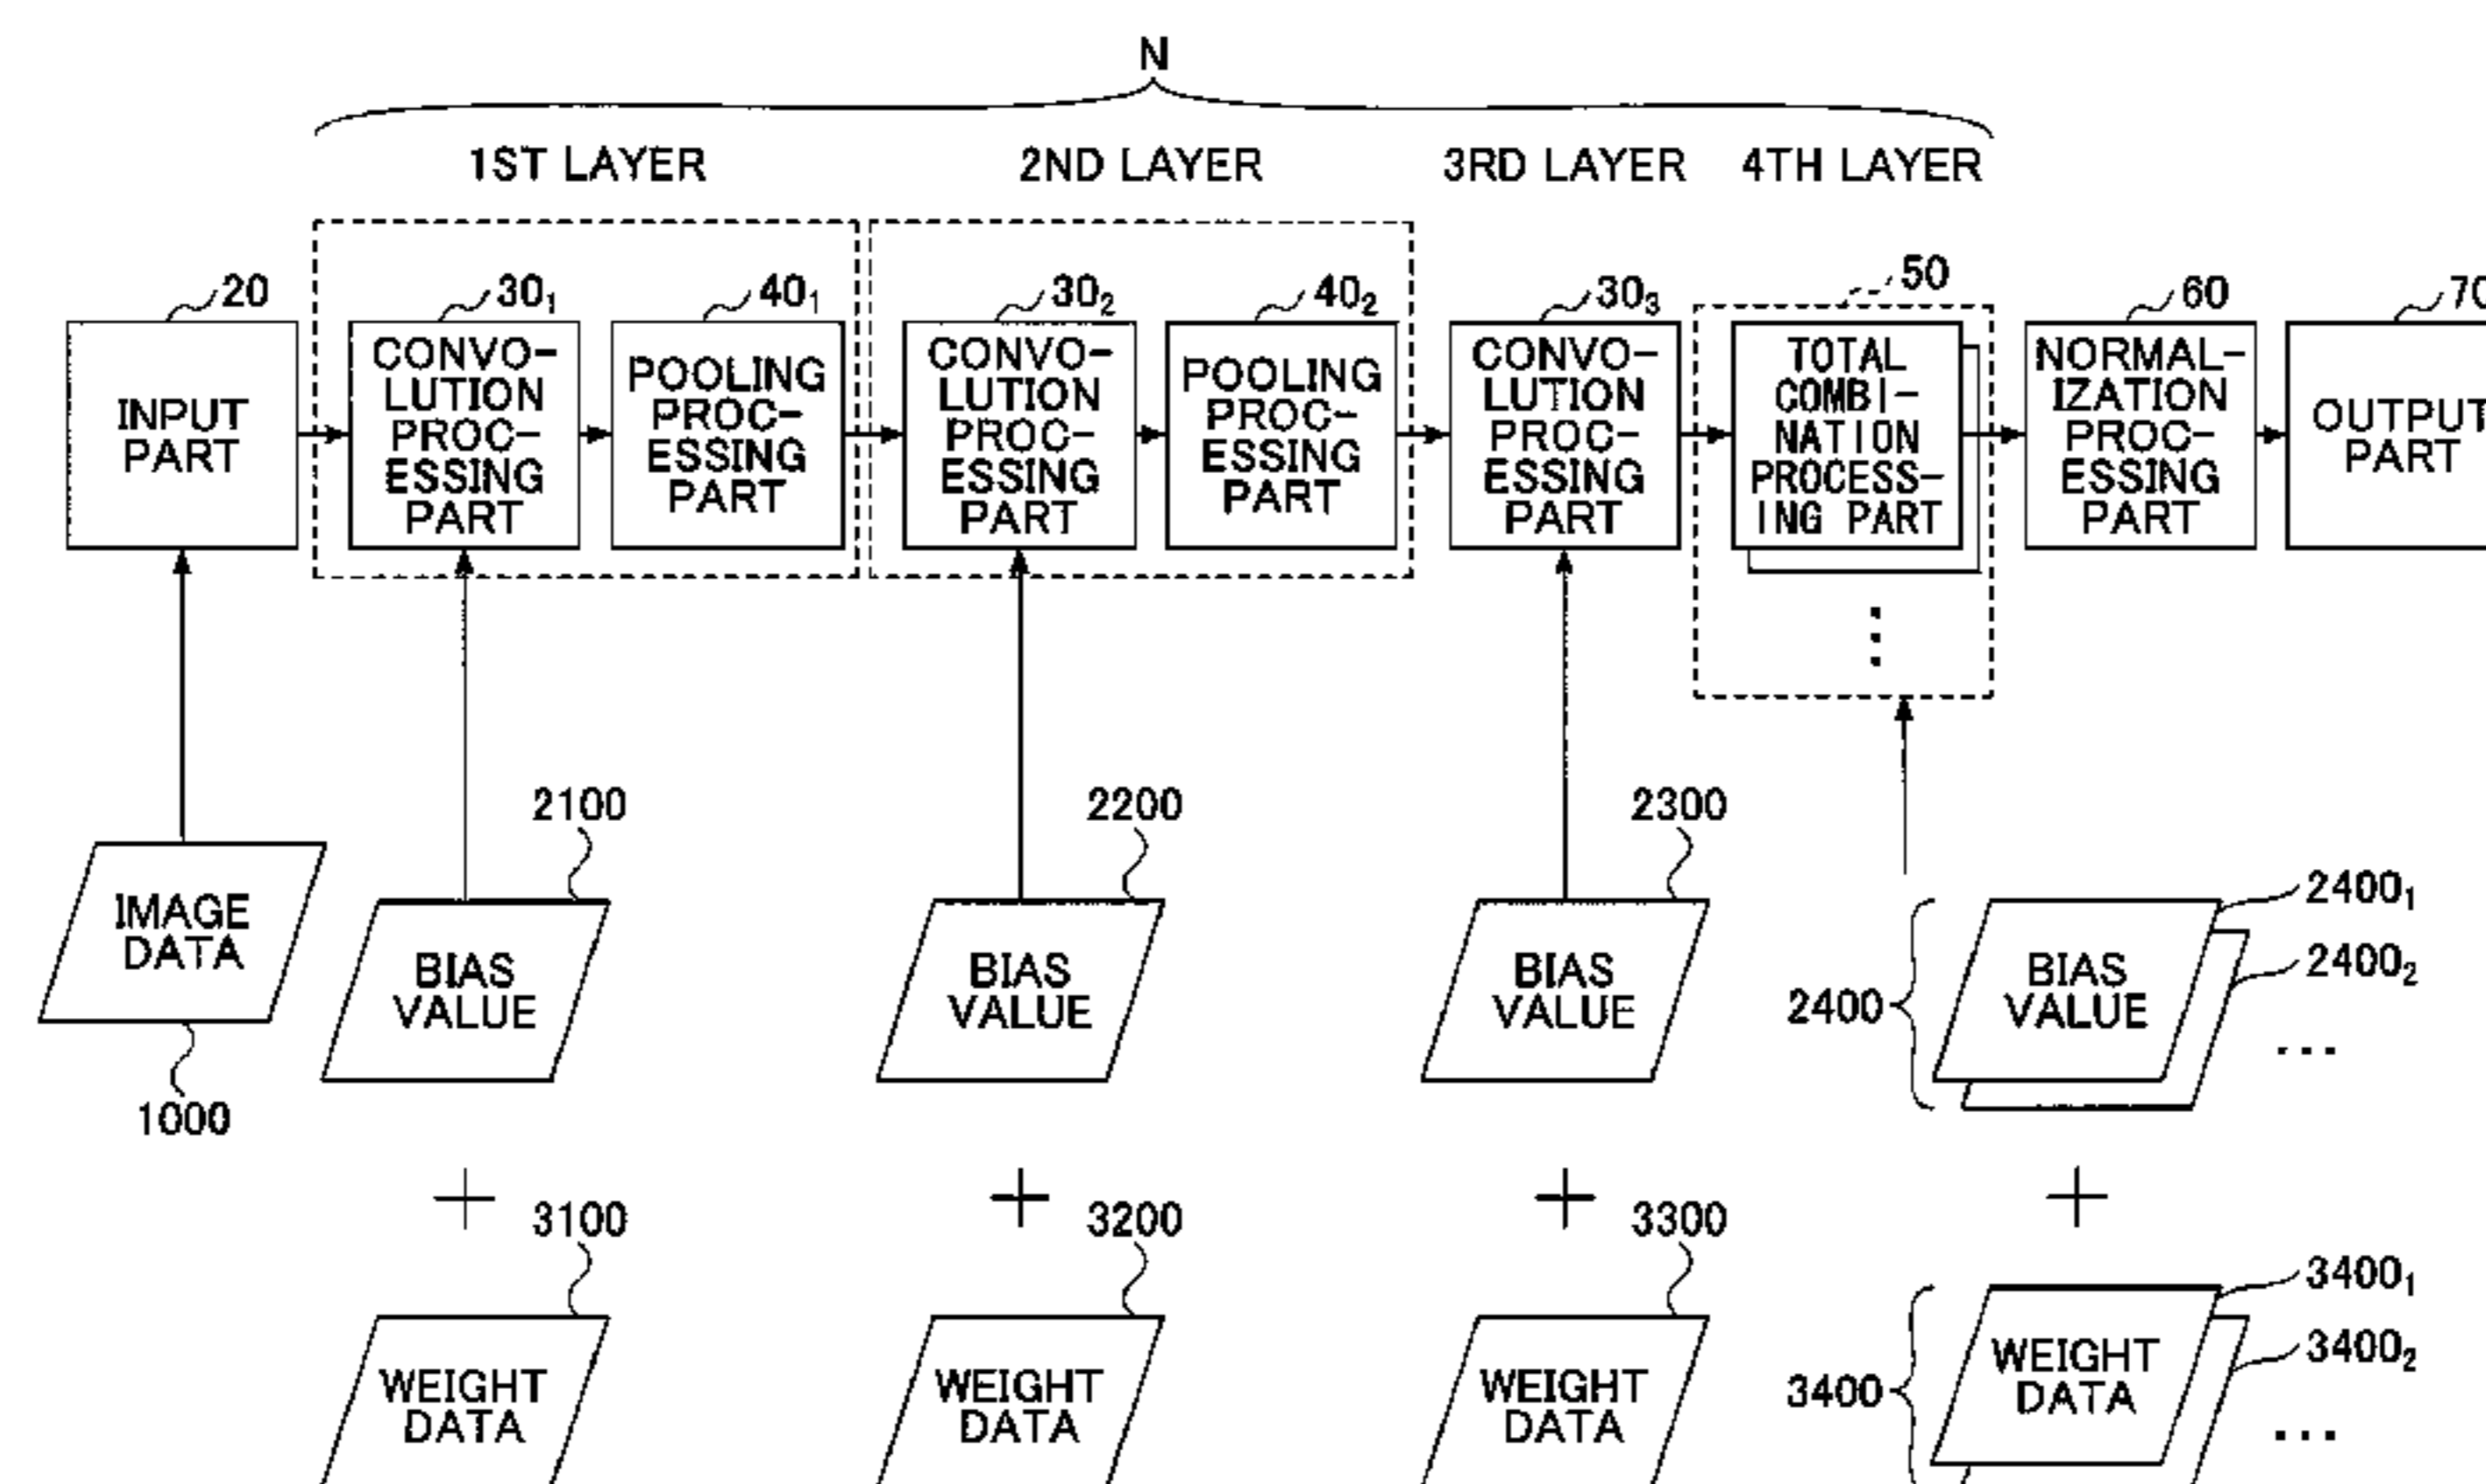 N
1ST LAYER
2ND LAYER
3RD LAYER
4TH LAYER
20
30₁
40₁
30₂
40₂
30₃
50
60
70
INPUT
PART
CONVO-
LUTION
PROC-
ESSING
PART
POOLING
PROC-
ESSING
PART
CONVO-
LUTION
PROC-
ESSING
PART
POOLING
PROC-
ESSING
PART
CONVO-
LUTION
PROC-
ESSING
PART
TOTAL
COMBI-
NATION
PROCESS-
ING PART
NORMAL-
IZATION
PROC-
ESSING
PART
OUTPUT
PART
2100
2200
2300
IMAGE
DATA
1000
BIAS
VALUE
BIAS
VALUE
BIAS
VALUE
2400
BIAS
VALUE
2400₁
2400₂
...
+
+
+
+
3100
3200
3300
WEIGHT
DATA
WEIGHT
DATA
WEIGHT
DATA
3400
WEIGHT
DATA
3400₁
3400₂
...